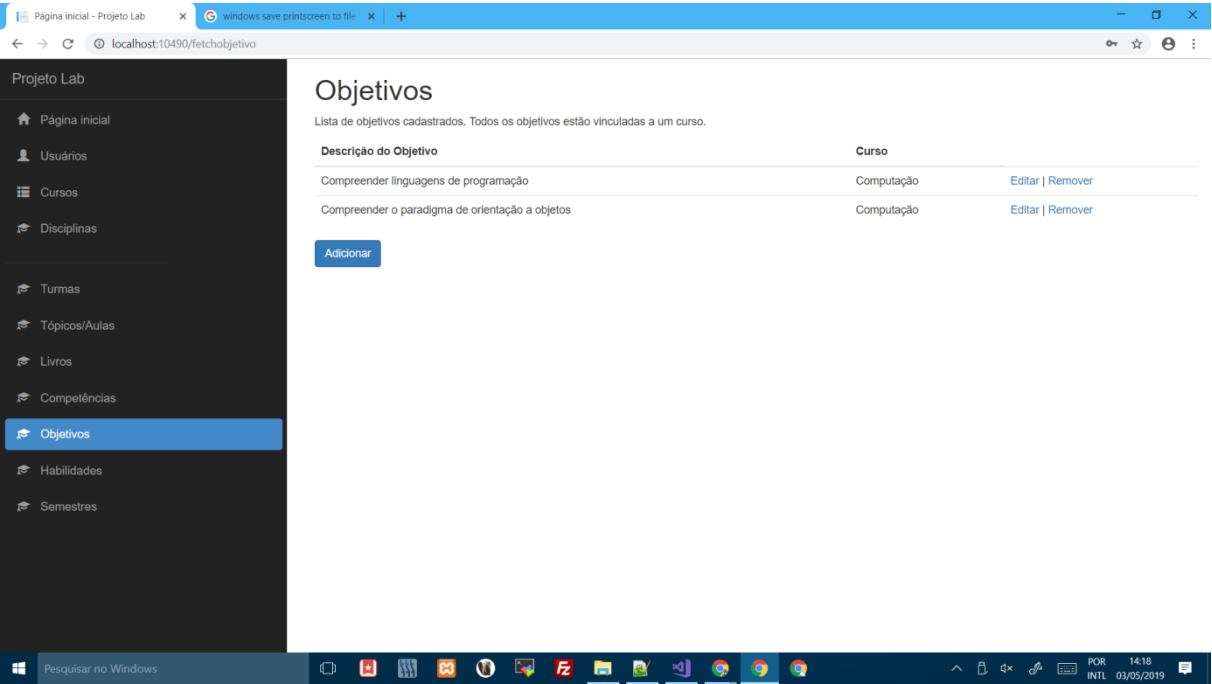 Página inicial - Projeto Lab
windows save printscreen to file
localhost:10490/fetchobjetivo
Projeto Lab
Página inicial
Usuários
Cursos
Disciplinas
Turmas
Tópicos/Aulas
Livros
Competências
Objetivos
Habilidades
Semestres
Objetivos
Lista de objetivos cadastrados. Todos os objetivos estão vinculadas a um curso.
Descrição do Objetivo Curso
Compreender linguagens de programação Computação Editar | Remover
Compreender o paradigma de orientação a objetos Computação Editar | Remover
Adicionar
Pesquisar no Windows
POR 14:18
INTL 03/05/2019